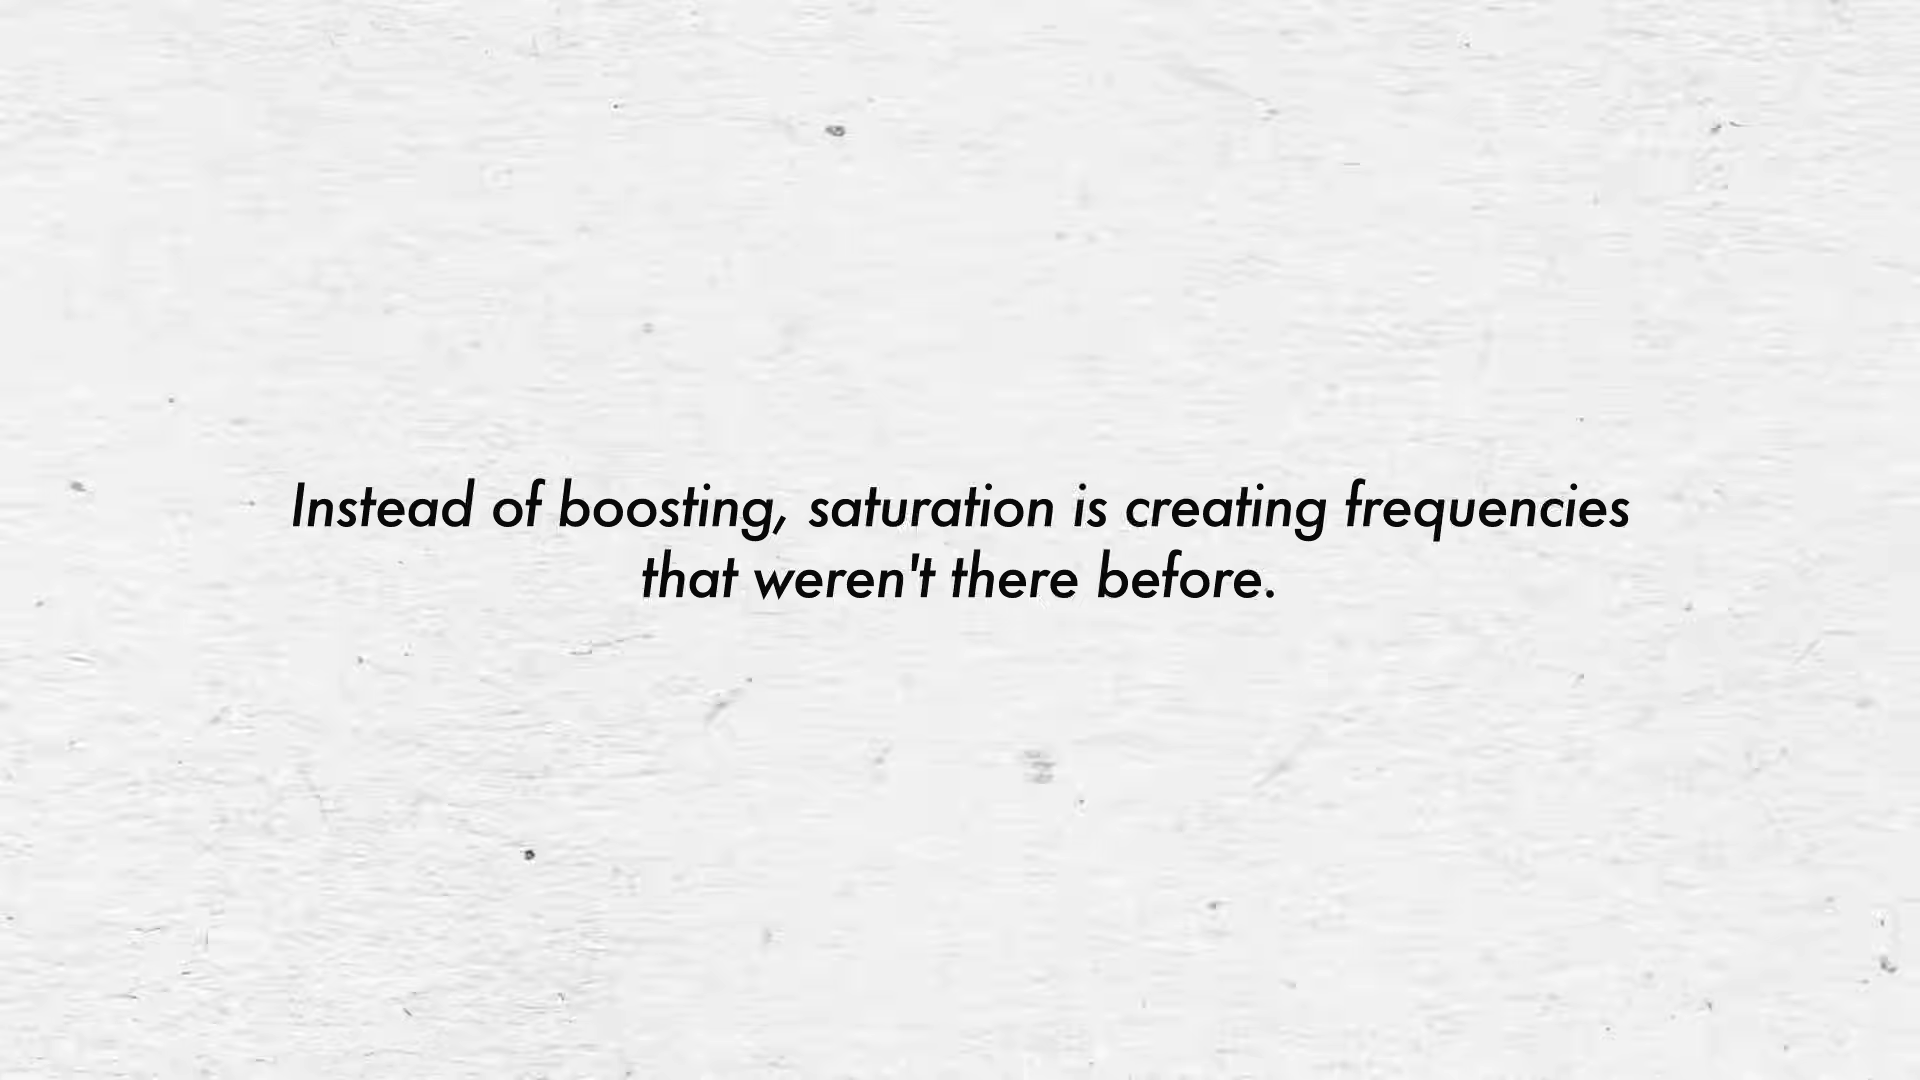 Instead of boosting, saturation is creating frequencies
that weren't there before.